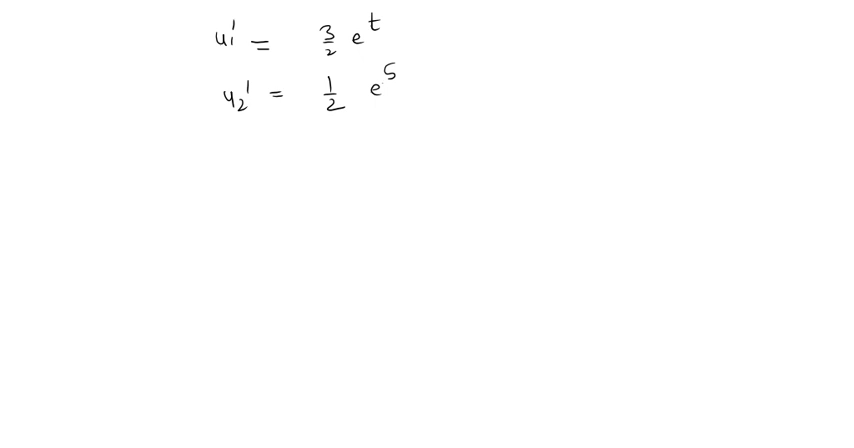 u₁' = 3/2 e^t
u₂' = 1/2 e^5